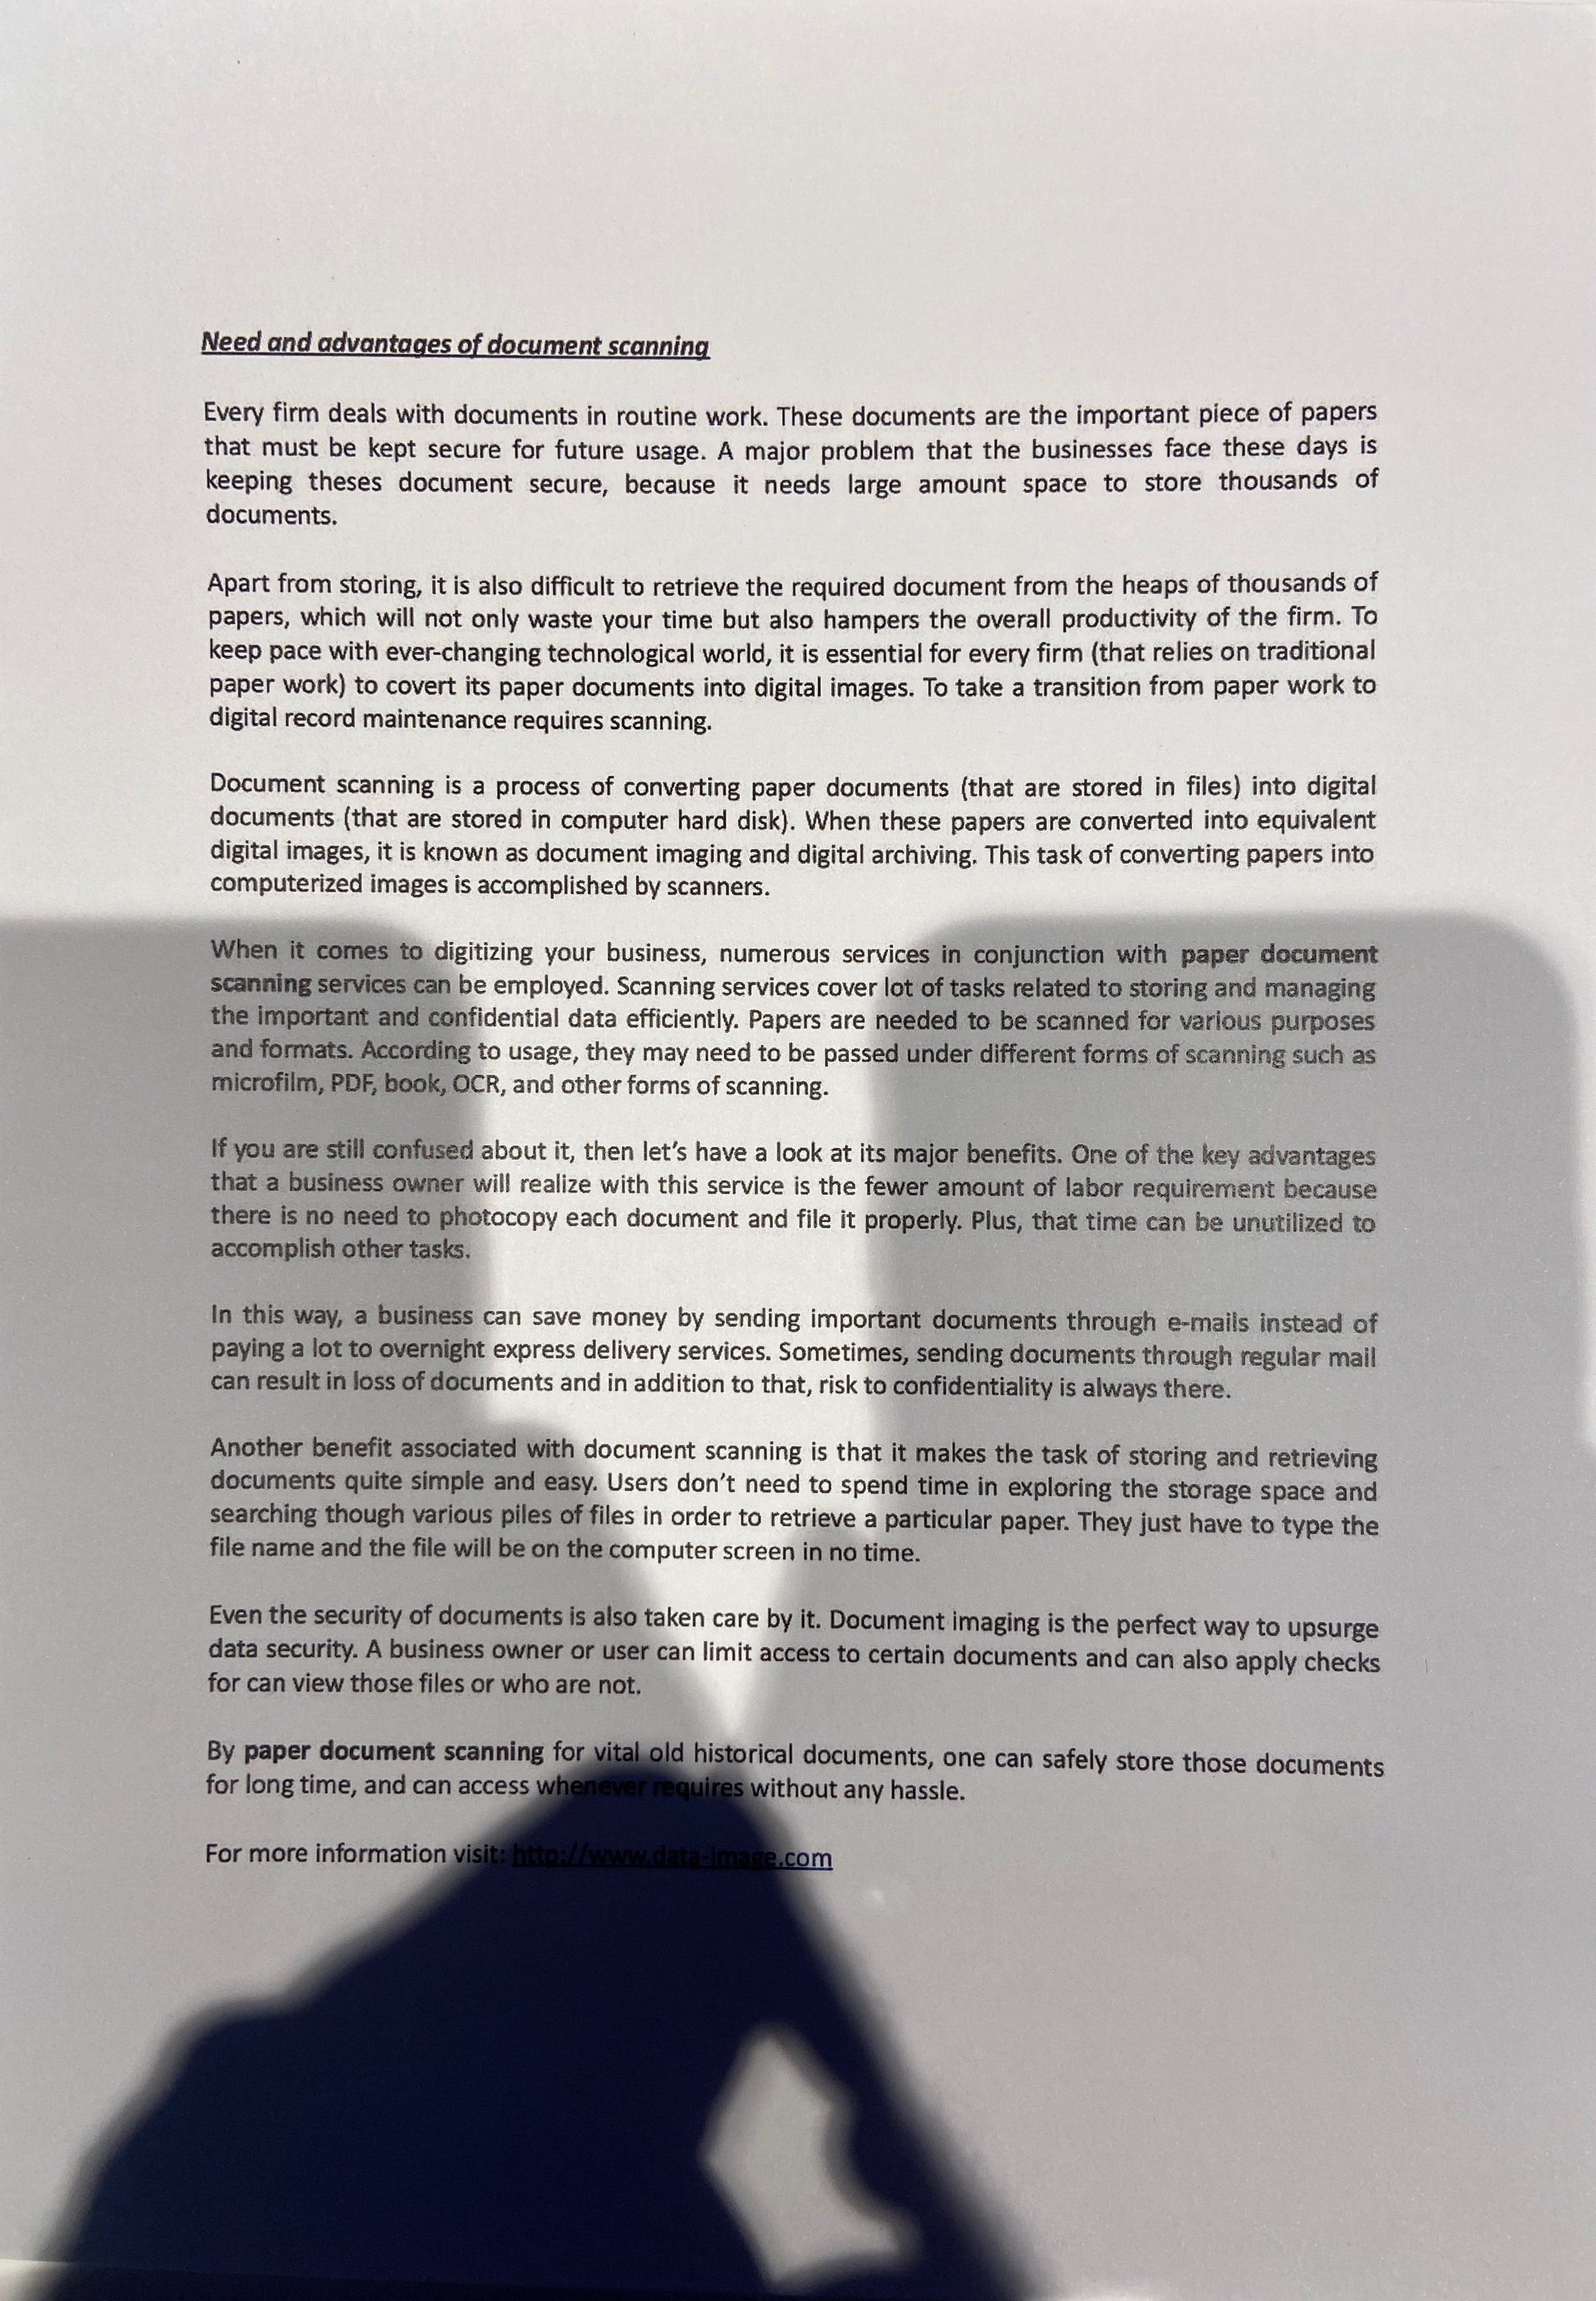 Need and advantages of document scanning
Every firm deals with documents in routine work. These documents are the important piece of papers
that must be kept secure for future usage. A major problem that the businesses face these days is
keeping theses document secure, because it needs large amount space to store thousands of
documents.
Apart from storing, it is also difficult to retrieve the required document from the heaps of thousands of
papers, which will not only waste your time but also hampers the overall productivity of the firm. To
keep pace with ever-changing technological world, it is essential for every firm (that relies on traditional
paper work) to covert its paper documents into digital images. To take a transition from paper work to
digital record maintenance requires scanning.
Document scanning is a process of converting paper documents (that are stored in files) into digital
documents (that are stored in computer hard disk). When these papers are converted into equivalent
digital images, it is known as document imaging and digital archiving. This task of converting papers into
computerized images is accomplished by scanners.
When it comes to digitizing your business, numerous services in conjunction with paper document
scanning services can be employed. Scanning services cover lot of tasks related to storing and managing
the important and confidential data efficiently. Papers are needed to be scanned for various purposes
and formats. According to usage, they may need to be passed under different forms of scanning such as
microfilm, PDF, book, OCR, and other forms of scanning.
If you are still confused about it, then let’s have a look at its major benefits. One of the key advantages
that a business owner will realize with this service is the fewer amount of labor requirement because
there is no need to photocopy each document and file it properly. Plus, that time can be unutilized to
accomplish other tasks.
In this way, a business can save money by sending important documents through e-mails instead of
paying a lot to overnight express delivery services. Sometimes, sending documents through regular mail
can result in loss of documents and in addition to that, risk to confidentiality is always there.
Another benefit associated with document scanning is that it makes the task of storing and retrieving
documents quite simple and easy. Users don’t need to spend time in exploring the storage space and
searching though various piles of files in order to retrieve a particular paper. They just have to type the
file name and the file will be on the computer screen in no time.
Even the security of documents is also taken care by it. Document imaging is the perfect way to upsurge
data security. A business owner or user can limit access to certain documents and can also apply checks
for can view those files or who are not.
By paper document scanning for vital old historical documents, one can safely store those documents
for long time, and can access whenever requires without any hassle.
For more information visit: http://www.data-image.com